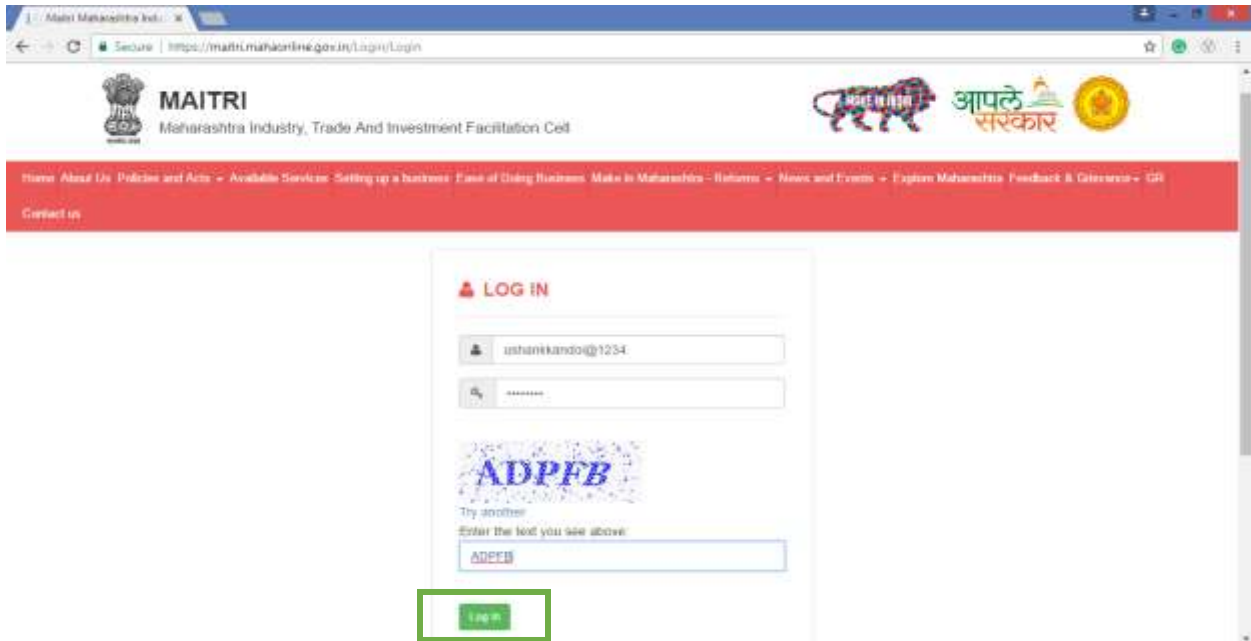 Maitri Maharashtra Indu
Secure | https://maitri.mahaonline.gov.in/Login/Login
MAITRI
Maharashtra Industry, Trade And Investment Facilitation Cell
MAKE IN INDIA
आपले
सरकार
Home About Us Policies and Acts Available Services Setting up a business Ease of Doing Business Make in Maharashtra - Reforms News and Events Explore Maharashtra Feedback & Grievance GR
Contact us
LOG IN
@1234
ADPFB
Try another
Enter the text you see above:
ADPFB
Log in